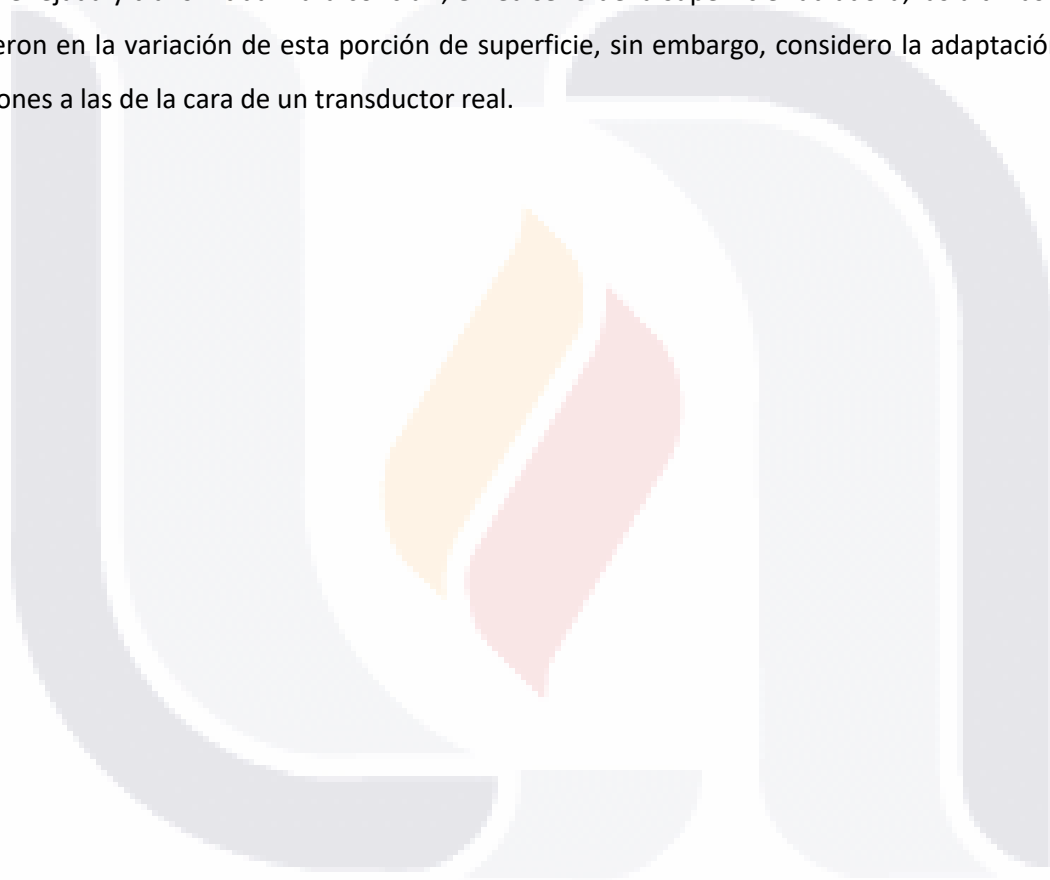 eron en la variación de esta porción de superficie, sin embargo, considero la adaptació
ones a las de la cara de un transductor real.